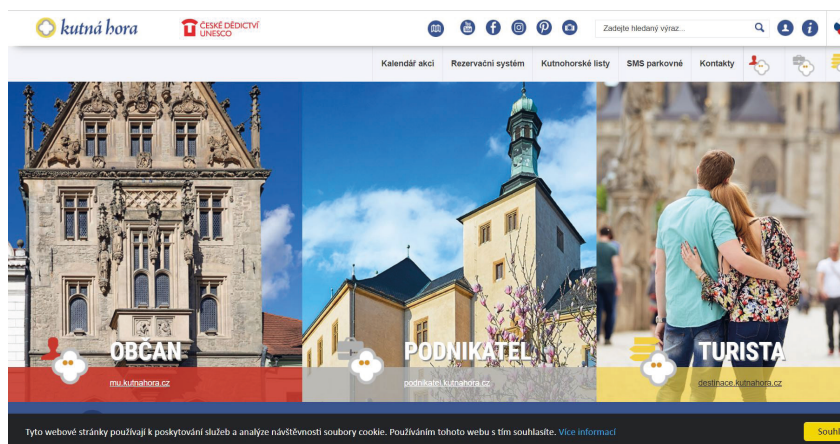 kutná hora
ČESKÉ DĚDICTVÍ
UNESCO
Zadejte hledaný výraz...
Kalendář akcí Rezervační systém Kutnohorské listy SMS parkovné Kontakty
OBČAN
mu.kutnahora.cz
PODNIKATEL
podnikatel.kutnahora.cz
TURISTA
destinace.kutnahora.cz
Tyto webové stránky používají k poskytování služeb a analýze návštěvnosti soubory cookie. Používáním tohoto webu s tím souhlasíte. Více informací